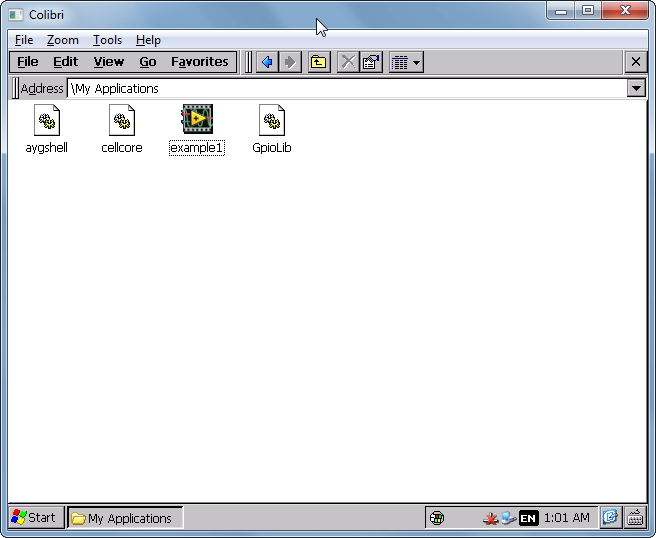 Colibri
File Zoom Tools Help
File Edit View Go Favorites
Address \My Applications
aygshell cellcore example1 GpioLib
Start My Applications EN 1:01 AM